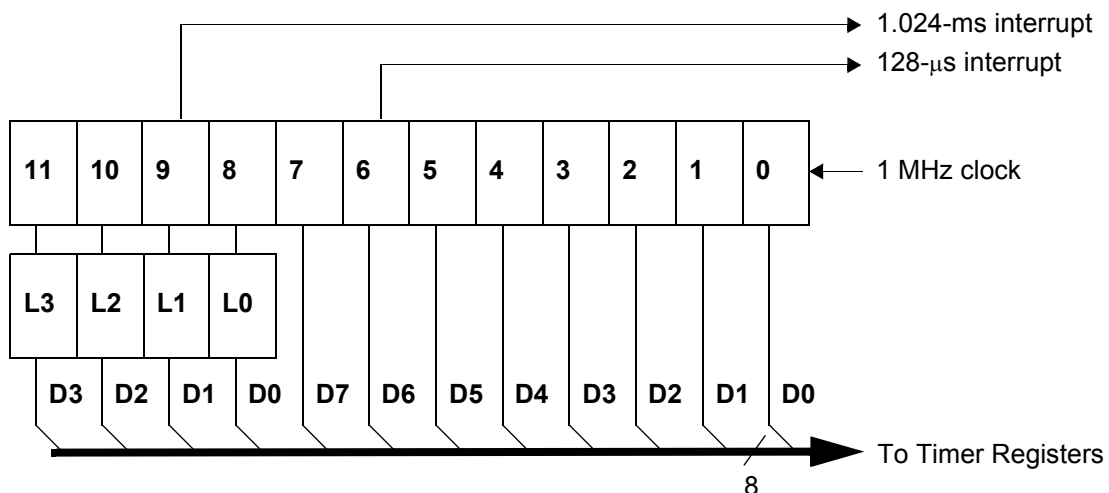 1.024-ms interrupt
128-μs interrupt
11 10 9 8 7 6 5 4 3 2 1 0
1 MHz clock
L3 L2 L1 L0
D3 D2 D1 D0 D7 D6 D5 D4 D3 D2 D1 D0
To Timer Registers
8